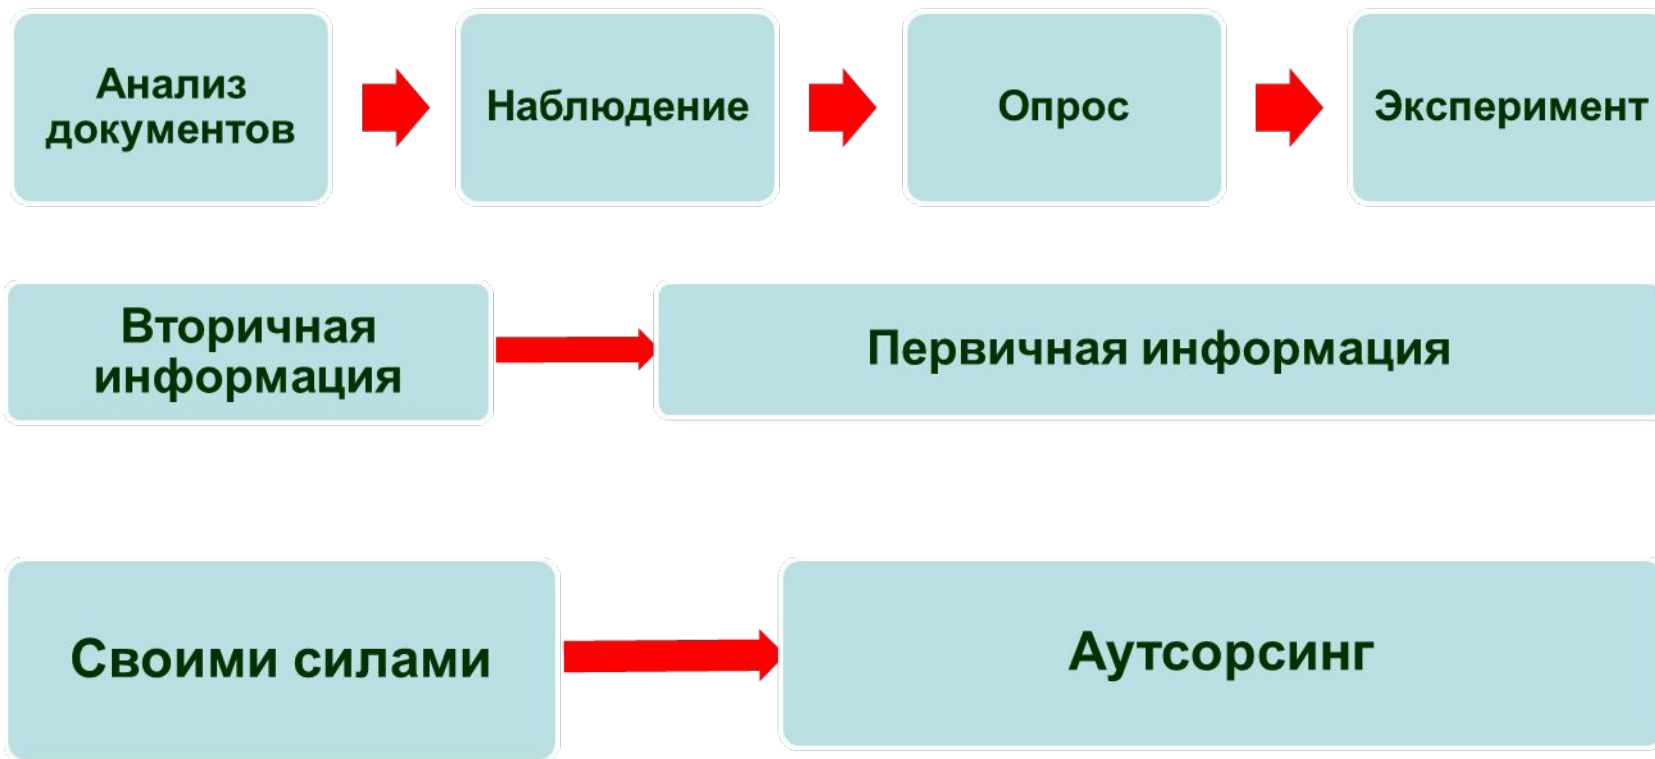 Анализ
документов
Наблюдение
Опрос
Эксперимент
Вторичная
информация
Первичная информация
Своими силами
Аутсорсинг